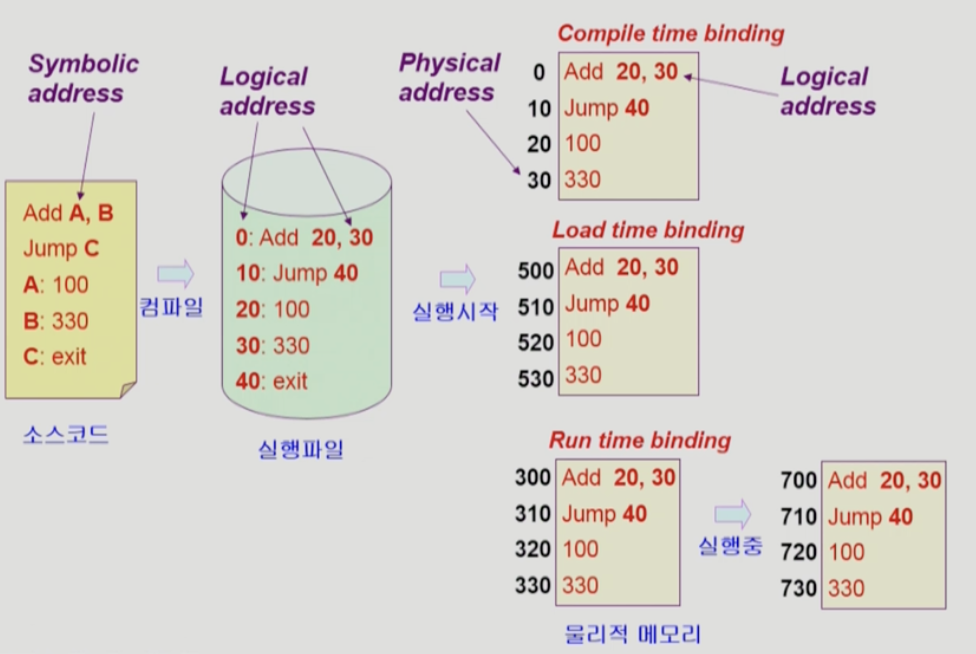 Symbolic
address
Add A, B
Jump C
A: 100
B: 330
C: exit
소스코드
컴파일
Logical
address
0: Add 20, 30
10: Jump 40
20: 100
30: 330
40: exit
실행파일
실행시작
Physical
address
Compile time binding
0 Add 20, 30
10 Jump 40
20 100
30 330
Logical
address
Load time binding
500 Add 20, 30
510 Jump 40
520 100
530 330
Run time binding
300 Add 20, 30
310 Jump 40
320 100
330 330
실행중
700 Add 20, 30
710 Jump 40
720 100
730 330
물리적 메모리